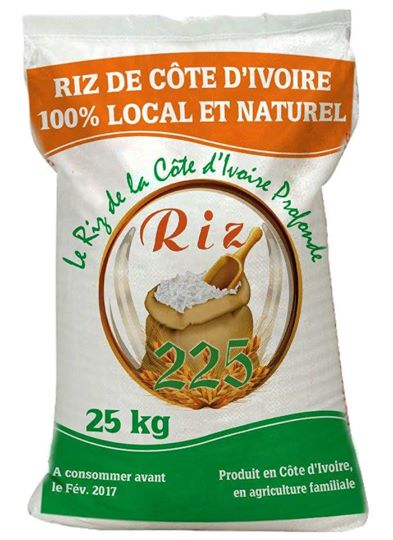 RIZ DE CÔTE D'IVOIRE
100% LOCAL ET NATUREL
Le Riz de la Côte d'Ivoire Profonde
Riz
225
25 kg
A consommer avant
le Fév. 2017
Produit en Côte d'Ivoire,
en agriculture familiale